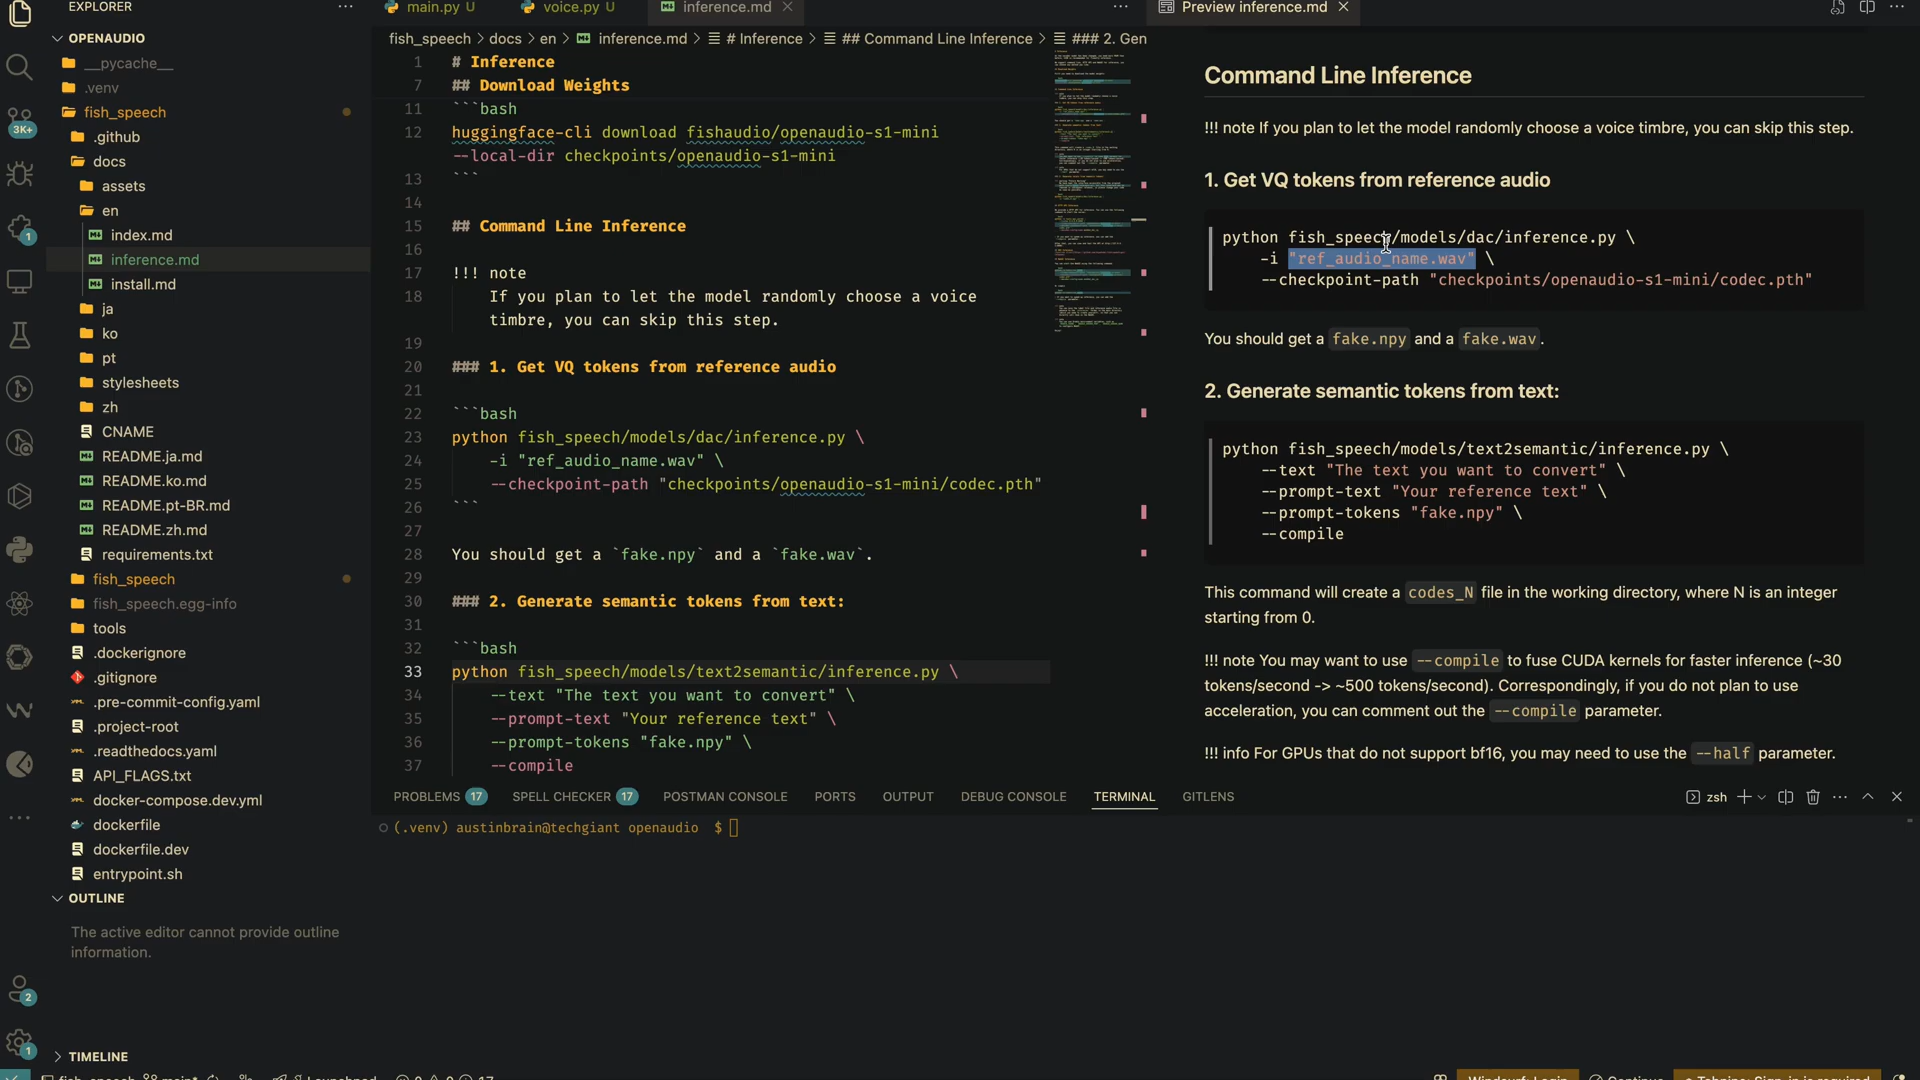 EXPLORER
OPENAUDIO
__pycache__
.venv
fish_speech
.github
docs
assets
en
index.md
inference.md
install.md
ja
ko
pt
stylesheets
zh
CNAME
README.ja.md
README.ko.md
README.pt-BR.md
README.zh.md
requirements.txt
fish_speech
fish_speech.egg-info
tools
.dockerignore
.gitignore
.pre-commit-config.yaml
.project-root
.readthedocs.yaml
API_FLAGS.txt
docker-compose.dev.yml
dockerfile
dockerfile.dev
entrypoint.sh
OUTLINE
The active editor cannot provide outline
information.
TIMELINE
3K+
1
2
1
main.py U
voice.py U
inference.md
fish_speech > docs > en > inference.md > # Inference > ## Command Line Inference > ### 2. Gen
1 # Inference
7 ## Download Weights
11 ```bash
12 huggingface-cli download fishaudio/openaudio-s1-mini
--local-dir checkpoints/openaudio-s1-mini
13 ```
14
15 ## Command Line Inference
16
17 !!! note
18 If you plan to let the model randomly choose a voice
timbre, you can skip this step.
19
20 ### 1. Get VQ tokens from reference audio
21
22 ```bash
23 python fish_speech/models/dac/inference.py \
24 -i "ref_audio_name.wav" \
25 --checkpoint-path "checkpoints/openaudio-s1-mini/codec.pth"
26 ```
27
28 You should get a `fake.npy` and a `fake.wav`.
29
30 ### 2. Generate semantic tokens from text:
31
32 ```bash
33 python fish_speech/models/text2semantic/inference.py \
34 --text "The text you want to convert" \
35 --prompt-text "Your reference text" \
36 --prompt-tokens "fake.npy" \
37 --compile
Preview inference.md
Command Line Inference
!!! note If you plan to let the model randomly choose a voice timbre, you can skip this step.
1. Get VQ tokens from reference audio
python fish_speech/models/dac/inference.py \
-i "ref_audio_name.wav" \
--checkpoint-path "checkpoints/openaudio-s1-mini/codec.pth"
You should get a fake.npy and a fake.wav.
2. Generate semantic tokens from text:
python fish_speech/models/text2semantic/inference.py \
--text "The text you want to convert" \
--prompt-text "Your reference text" \
--prompt-tokens "fake.npy" \
--compile
This command will create a codes_N file in the working directory, where N is an integer
starting from 0.
!!! note You may want to use --compile to fuse CUDA kernels for faster inference (~30
tokens/second -> ~500 tokens/second). Correspondingly, if you do not plan to use
acceleration, you can comment out the --compile parameter.
!!! info For GPUs that do not support bf16, you may need to use the --half parameter.
PROBLEMS 17 SPELL CHECKER 17 POSTMAN CONSOLE PORTS OUTPUT DEBUG CONSOLE TERMINAL GITLENS
zsh
(.venv) austinbrain@techgiant openaudio $